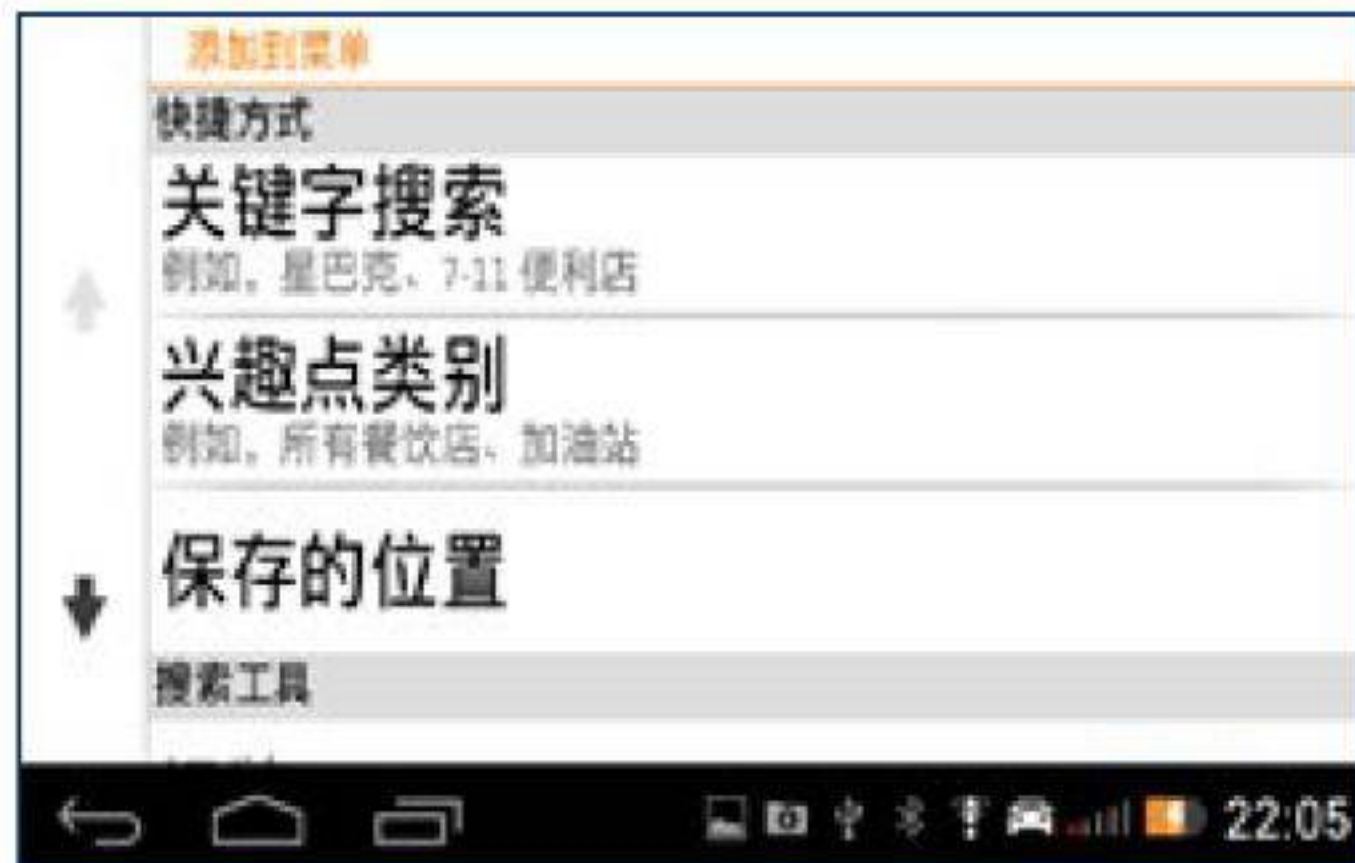 添加到菜单
快捷方式
关键字搜索
例如，星巴克、7-11 便利店
兴趣点类别
例如，所有餐饮店、加油站
保存的位置
搜索工具
22:05